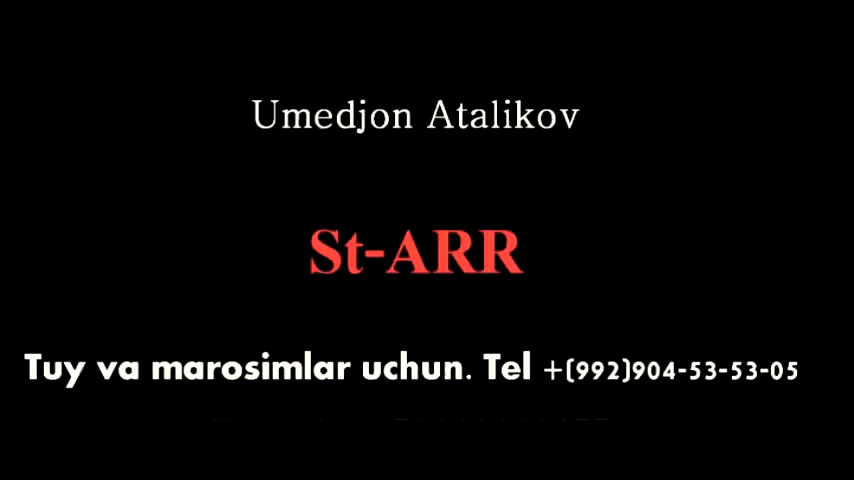 Umedjon Atalikov
St-ARR
Tuy va marosimlar uchun. Tel +(992)904-53-53-05